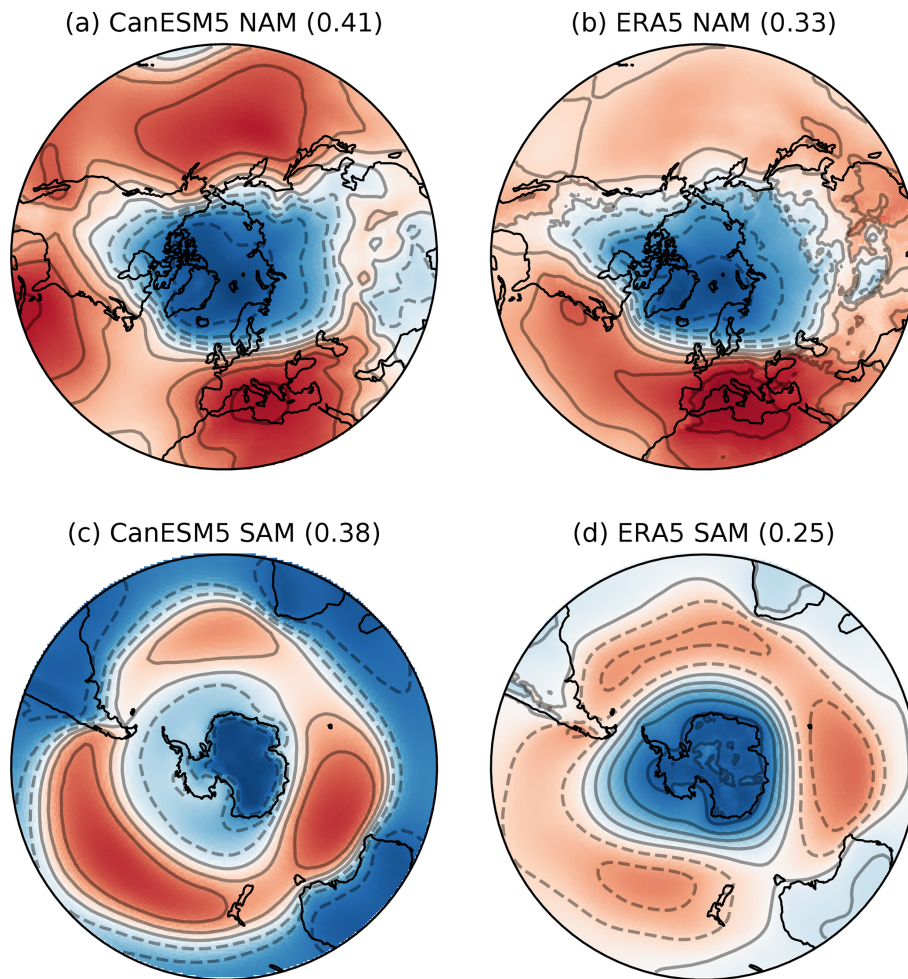 (a) CanESM5 NAM (0.41)
(b) ERA5 NAM (0.33)
(c) CanESM5 SAM (0.38)
(d) ERA5 SAM (0.25)